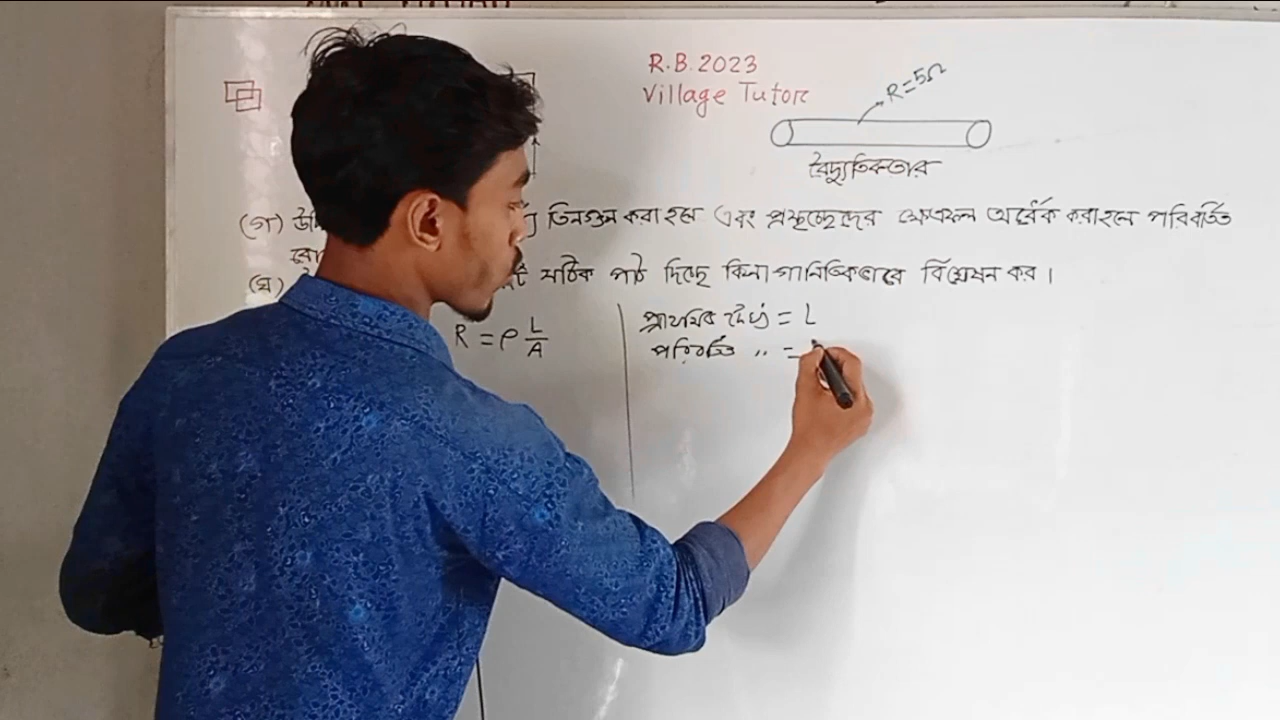 R.B. 2023
Village Tutor
R=5Ω
বৈদ্যুতিকতার
(গ) তিনগুন করা হলে এবং প্রস্থচ্ছেদের ক্ষেত্রফল অর্ধেক করা হলে পরিবর্তিত
(ঘ) সঠিক পাঠ দিচ্ছে কিনা গানিতিকভাবে বিশ্লেষন কর।
R = ρ L/A
প্রাথমিক দৈর্ঘ্য = L
পরিবর্তিত " =